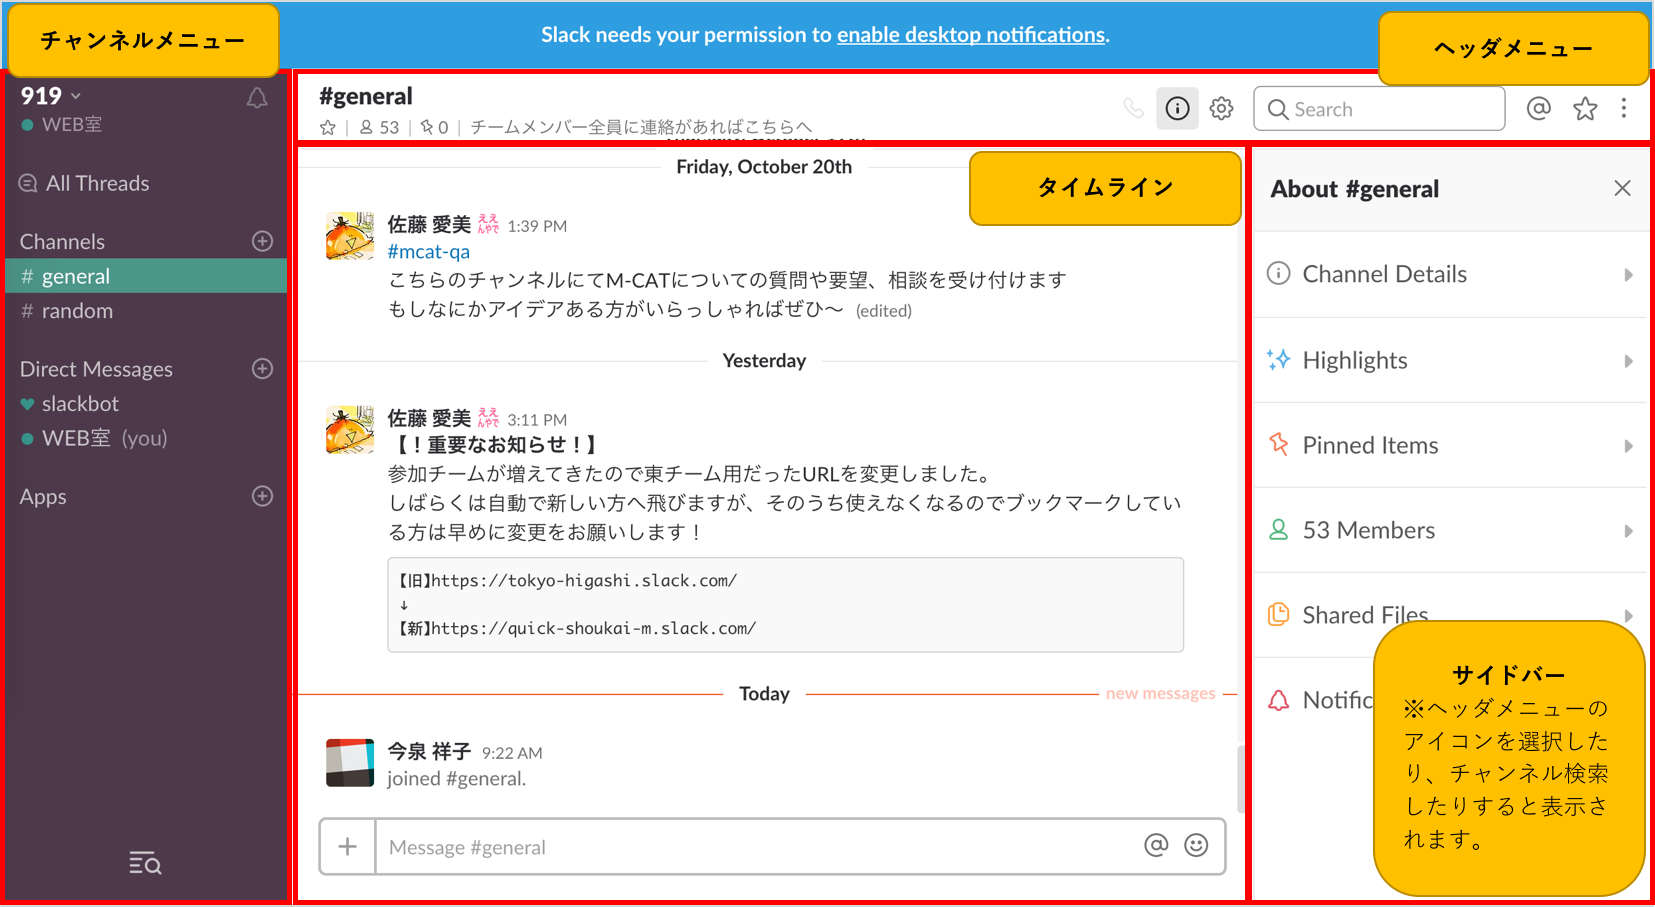 チャンネルメニュー
Slack needs your permission to enable desktop notifications.
ヘッダメニュー
919
WEB室
All Threads
Channels
# general
# random
Direct Messages
slackbot
WEB室 (you)
Apps
#general
53 | 0 | チームメンバー全員に連絡があればこちらへ
Search
タイムライン
Friday, October 20th
佐藤 愛美 ええんやで 1:39 PM
#mcat-qa
こちらのチャンネルにてM-CATについての質問や要望、相談を受け付けます
もしなにかアイデアある方がいらっしゃればぜひ〜 (edited)
Yesterday
佐藤 愛美 ええんやで 3:11 PM
【！重要なお知らせ！】
参加チームが増えてきたので東チーム用だったURLを変更しました。
しばらくは自動で新しい方へ飛びますが、そのうち使えなくなるのでブックマークしてい
る方は早めに変更をお願いします！
【旧】https://tokyo-higashi.slack.com/
↓
【新】https://quick-shoukai-m.slack.com/
Today
new messages
今泉 祥子 9:22 AM
joined #general.
Message #general
About #general
Channel Details
Highlights
Pinned Items
53 Members
Shared Files
Notific
サイドバー
※ヘッダメニューの
アイコンを選択した
り、チャンネル検索
したりすると表示さ
れます。